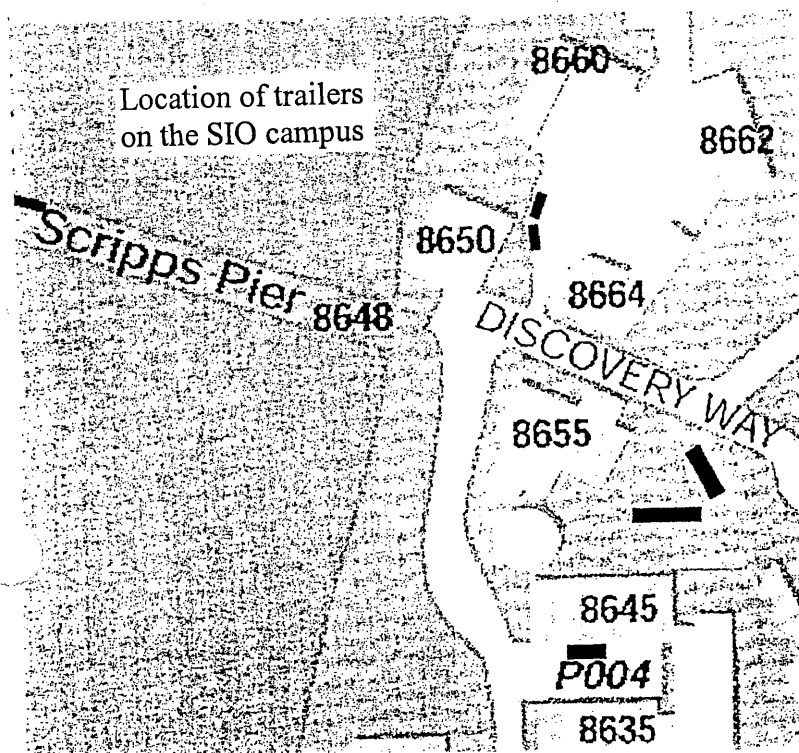 8660
Location of trailers
on the SIO campus
8662
Scripps Pier 8648
8650
8664
DISCOVERY WAY
8655
8645
P004
8635